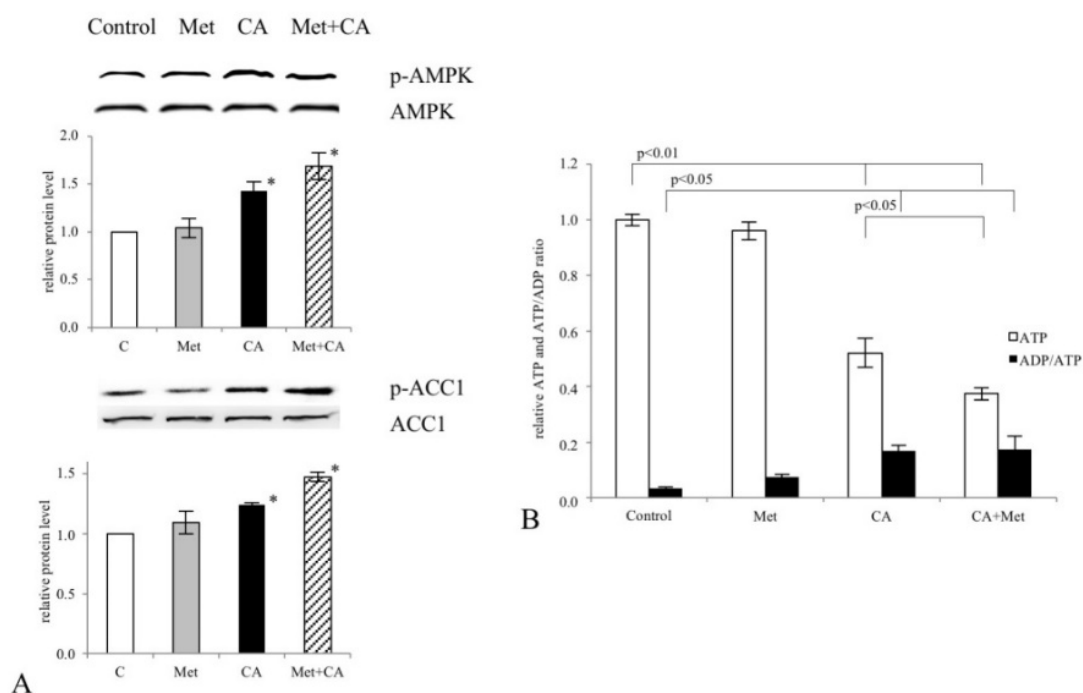 Control Met CA Met+CA
p-AMPK
AMPK
2.0
1.5
1.0
0.5
0.0
relative protein level
*
*
C Met CA Met+CA
p-ACC1
ACC1
1.5
1.0
0.5
0.0
relative protein level
*
*
C Met CA Met+CA
A
1.2
1.0
0.8
0.6
0.4
0.2
0.0
relative ATP and ATP/ADP ratio
p<0.01
p<0.05
p<0.05
ATP
ADP/ATP
Control Met CA CA+Met
B